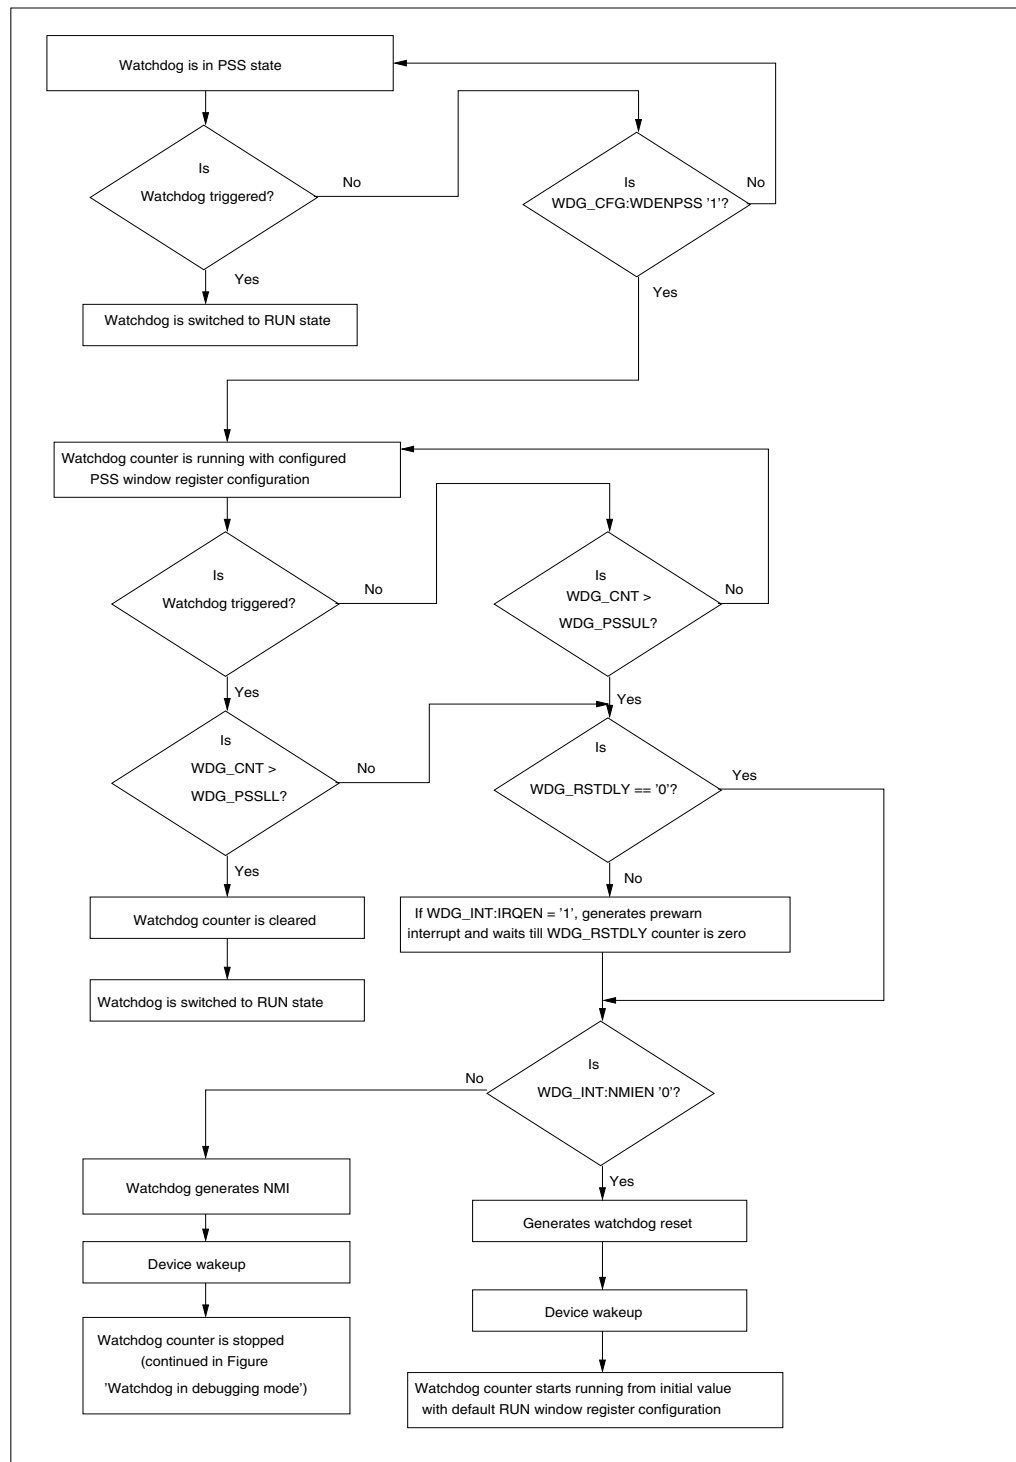 Watchdog is in PSS state
Is
Watchdog triggered?
No
Is
WDG_CFG:WDENPSS '1'?
No
Yes
Yes
Watchdog is switched to RUN state
Watchdog counter is running with configured
PSS window register configuration
Is
Watchdog triggered?
No
Is
WDG_CNT >
WDG_PSSUL?
No
Yes
Yes
Is
WDG_CNT >
WDG_PSSLL?
No
Is
WDG_RSTDLY == '0'?
Yes
Yes
No
Watchdog counter is cleared
If WDG_INT:IRQEN = '1', generates prewarn
interrupt and waits till WDG_RSTDLY counter is zero
Watchdog is switched to RUN state
Is
WDG_INT:NMIEN '0'?
No
Yes
Watchdog generates NMI
Generates watchdog reset
Device wakeup
Device wakeup
Watchdog counter is stopped
(continued in Figure
'Watchdog in debugging mode')
Watchdog counter starts running from initial value
with default RUN window register configuration